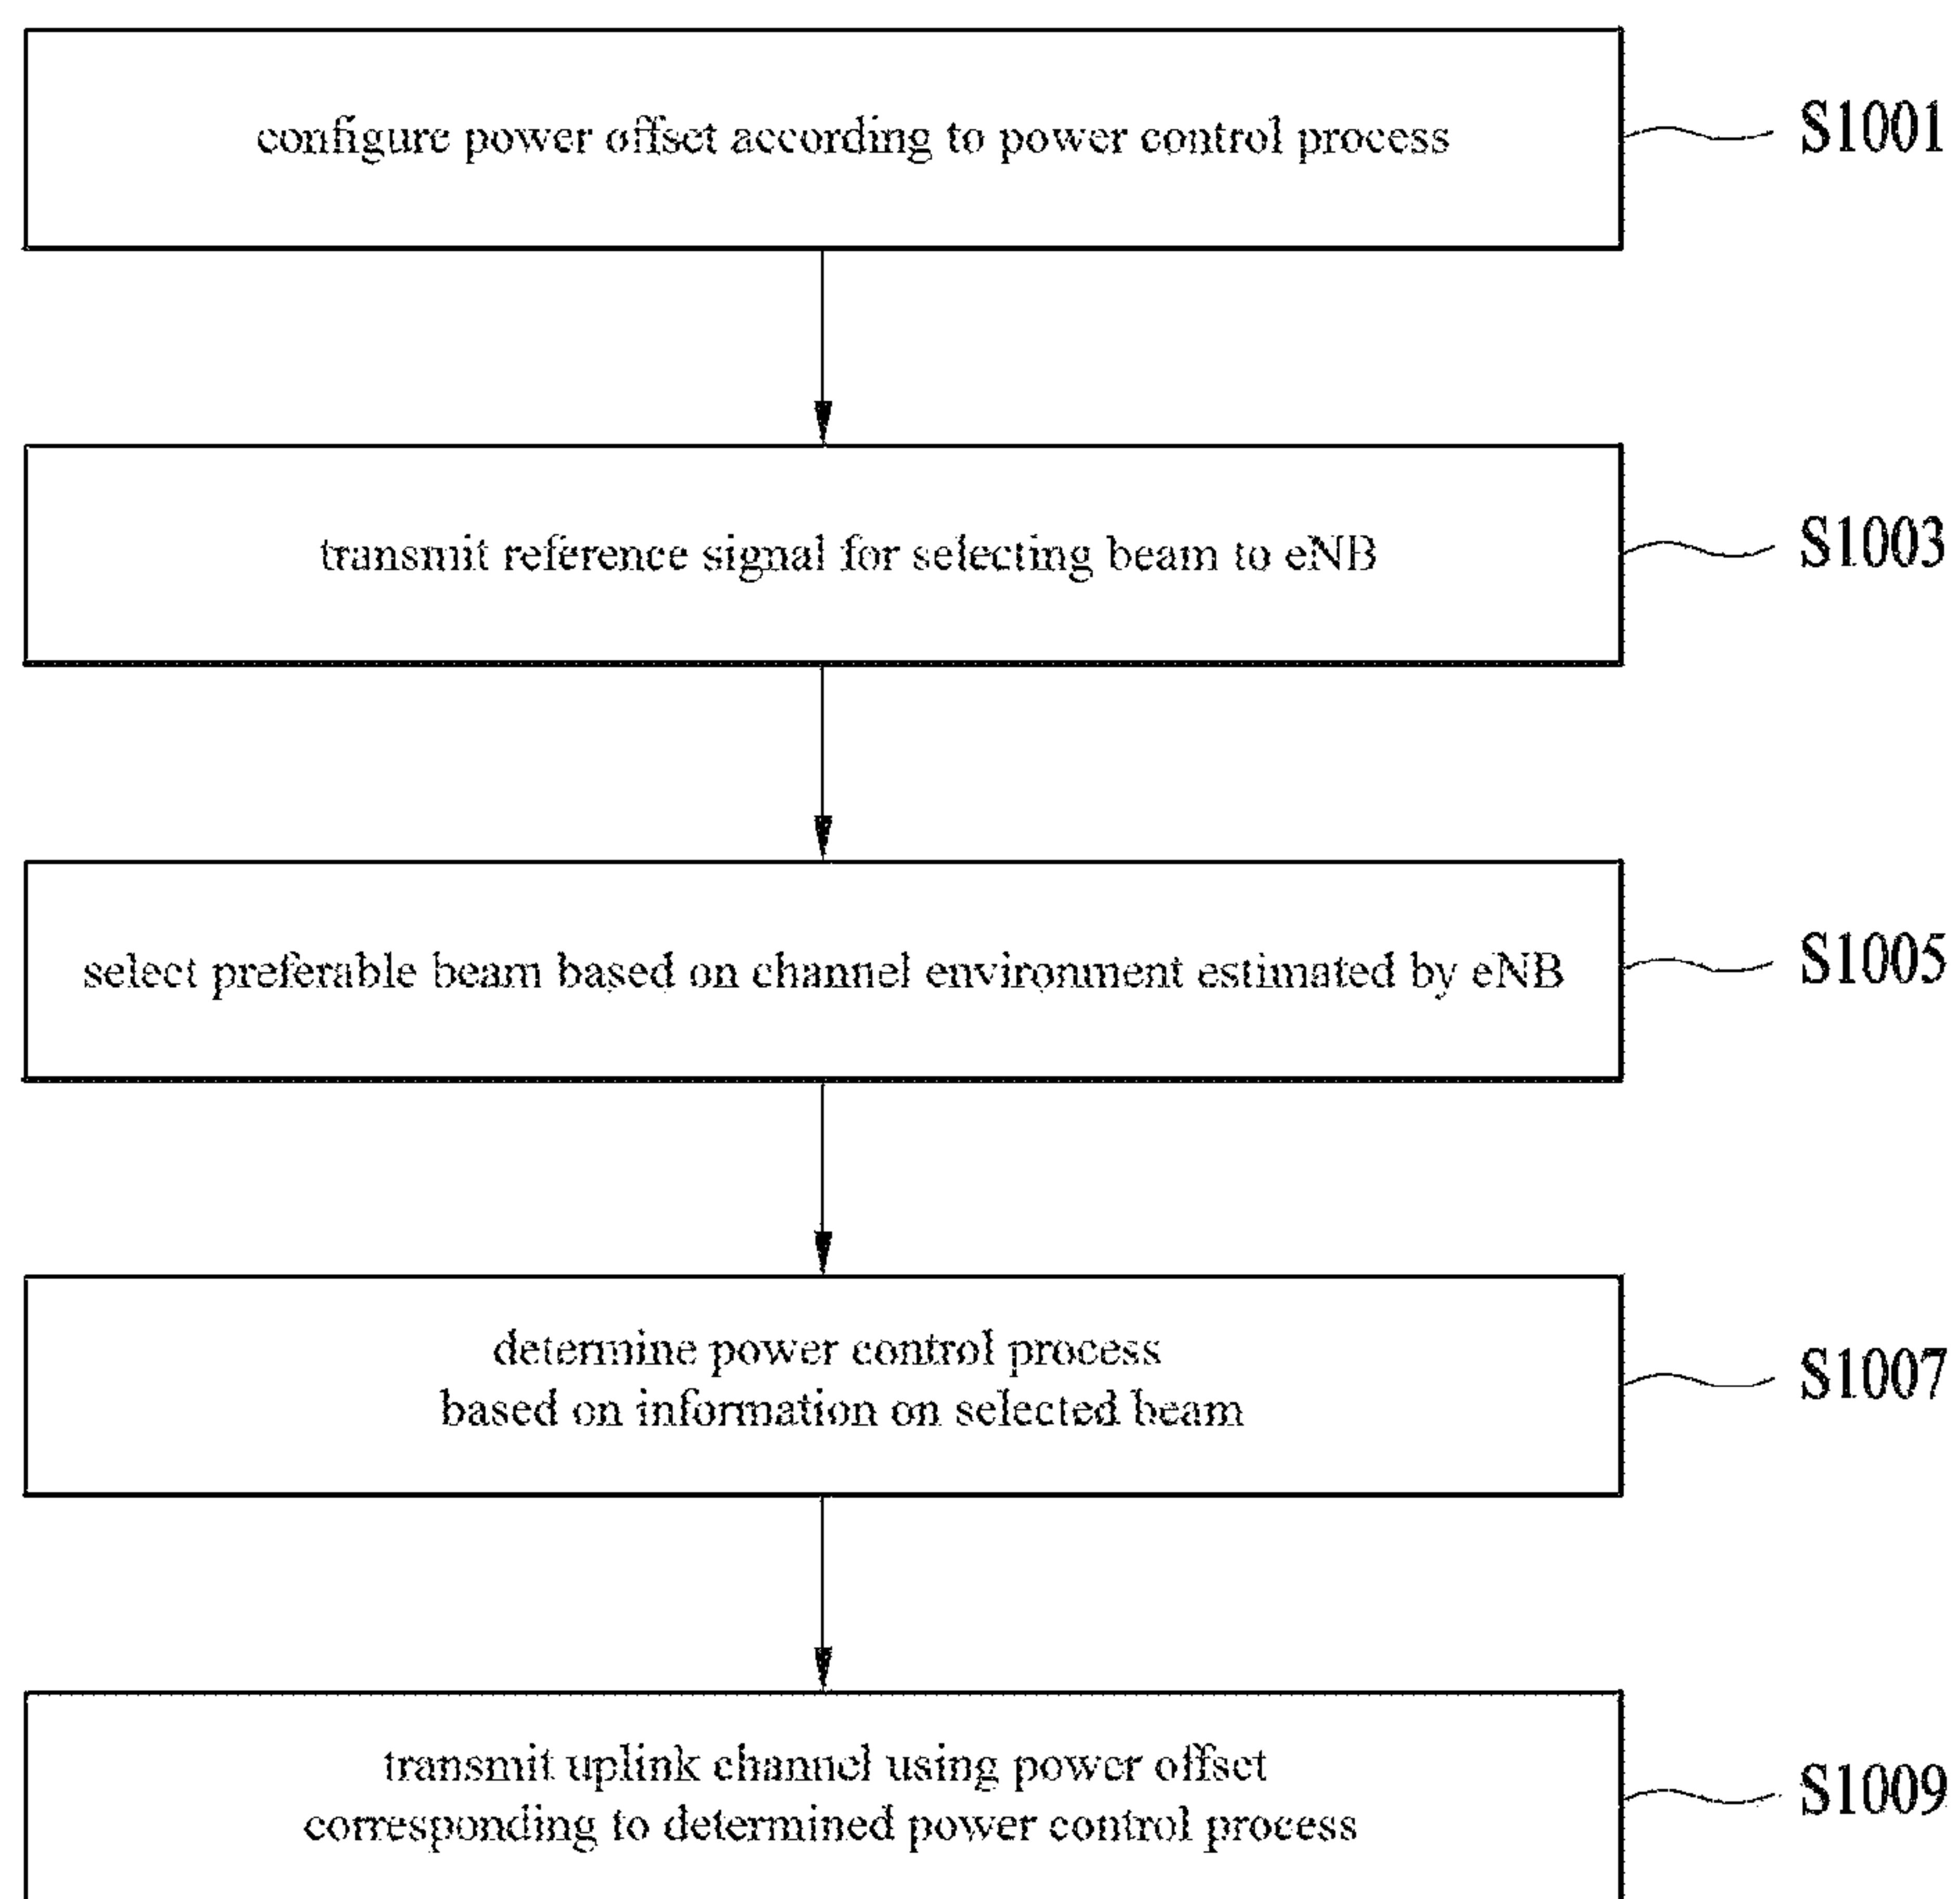 configure power offset according to power control process
S1001
transmit reference signal for selecting beam to eNB
S1003
select preferable beam based on channel environment estimated by eNB
S1005
determine power control process
based on information on selected beam
S1007
transmit uplink channel using power offset
corresponding to determined power control process
S1009